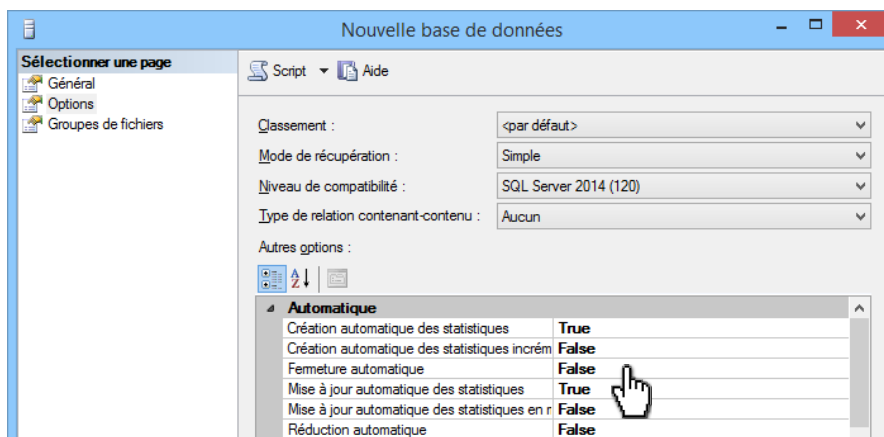 Nouvelle base de données
Sélectionner une page
Général
Options
Groupes de fichiers
Script Aide
Classement : <par défaut>
Mode de récupération : Simple
Niveau de compatibilité : SQL Server 2014 (120)
Type de relation contenant-contenu : Aucun
Autres options :
Automatique
Création automatique des statistiques True
Création automatique des statistiques incrém False
Fermeture automatique False
Mise à jour automatique des statistiques True
Mise à jour automatique des statistiques en r False
Réduction automatique False